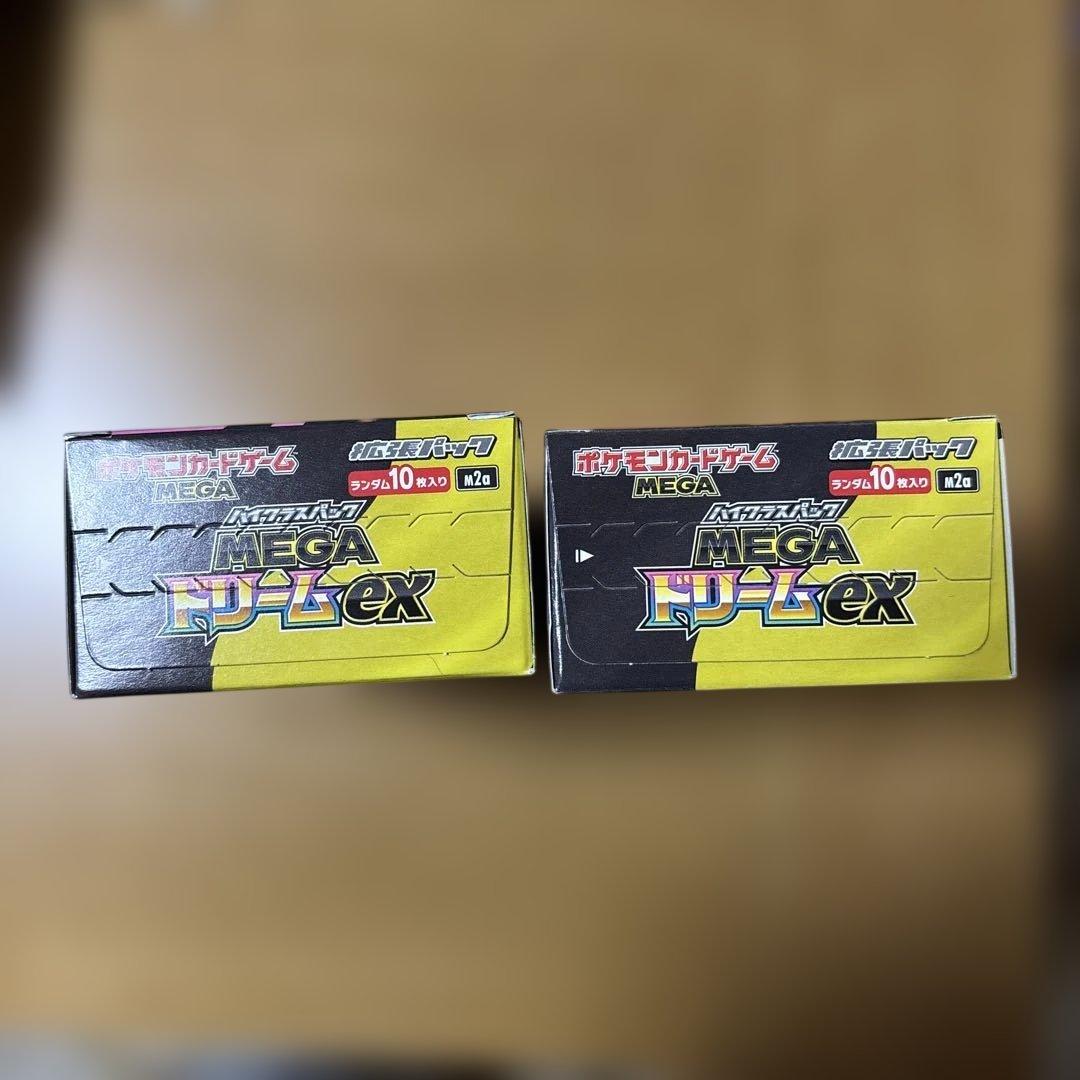 ポケモンカードゲーム
MEGA
拡張パック
ランダム10枚入り M2a
ハイクラスパック
MEGA
ドリームex
ポケモンカードゲーム
MEGA
拡張パック
ランダム10枚入り M2a
ハイクラスパック
MEGA
ドリームex